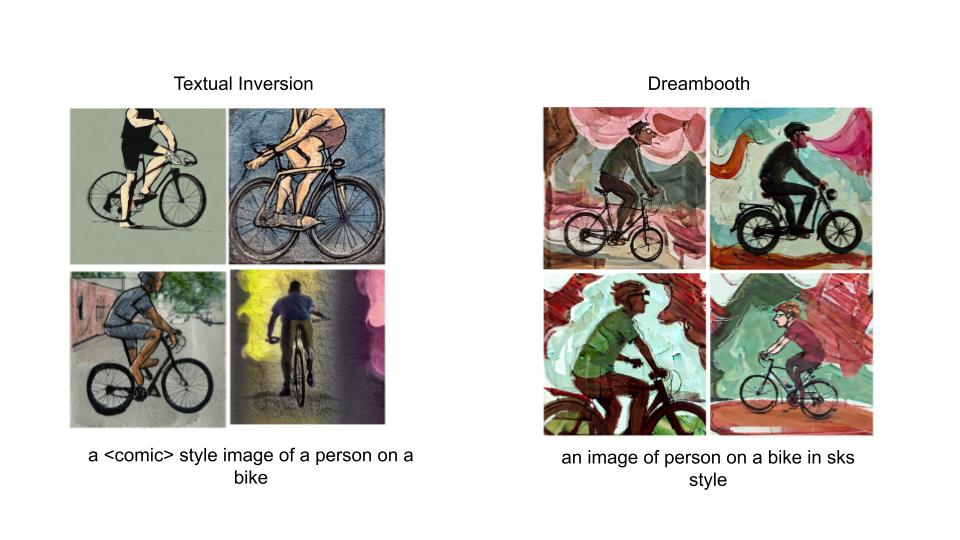 Textual Inversion
Dreambooth
a <comic> style image of a person on a
bike
an image of person on a bike in sks
style